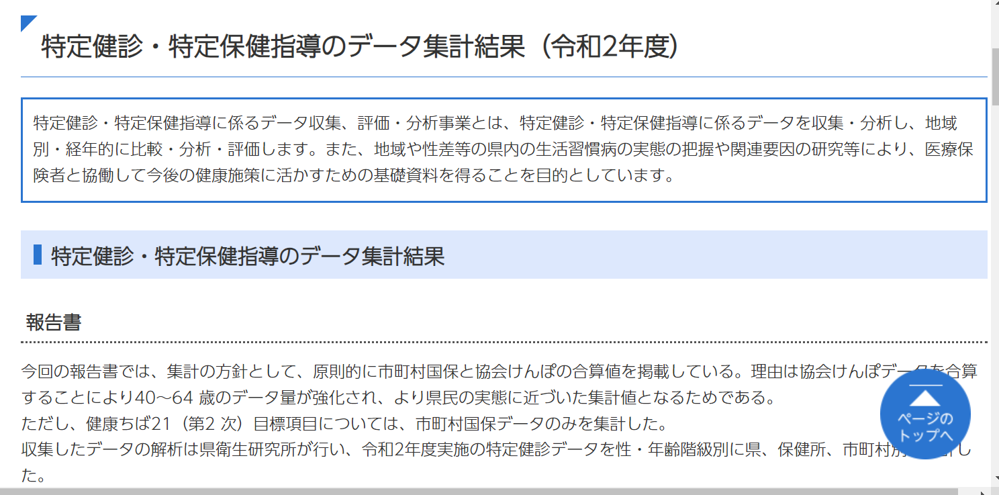 特定健診・特定保健指導のデータ集計結果（令和2年度）
特定健診・特定保健指導に係るデータ収集、評価・分析事業とは、特定健診・特定保健指導に係るデータを収集・分析し、地域
別・経年的に比較・分析・評価します。また、地域や性差等の県内の生活習慣病の実態の把握や関連要因の研究等により、医療保
険者と協働して今後の健康施策に活かすための基礎資料を得ることを目的としています。
特定健診・特定保健指導のデータ集計結果
報告書
今回の報告書では、集計の方針として、原則的に市町村国保と協会けんぽの合算値を掲載している。理由は協会けんぽデータを合算
することにより40～64 歳のデータ量が強化され、より県民の実態に近づいた集計値となるためである。
ただし、健康ちば21（第2 次）目標項目については、市町村国保データのみを集計した。
収集したデータの解析は県衛生研究所が行い、令和2年度実施の特定健診データを性・年齢階級別に県、保健所、市町村別し
た。
ページの
トップへ